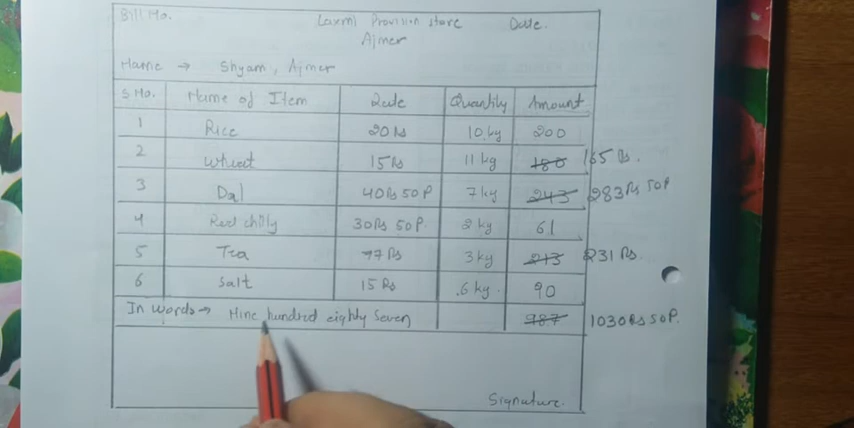 Bill No. Laxmi Provision store Date.
Ajmer
Name → Shyam, Ajmer
S No. Name of Item Rate Quantity Amount
1 Rice 20 Rs 10 kg 200
2 Wheat 15 Rs 11 kg 180 165 Rs.
3 Dal 40 Rs 50 P 7 kg 243 283 Rs 50 P
4 Red chilly 30 Rs 50 P. 2 kg 61
5 Tea 77 Rs 3 kg 213 231 Rs.
6 Salt 15 Rs 6 kg 90
In words → Nine hundred eighty Seven 987 1030 Rs 50 P.
Signature.